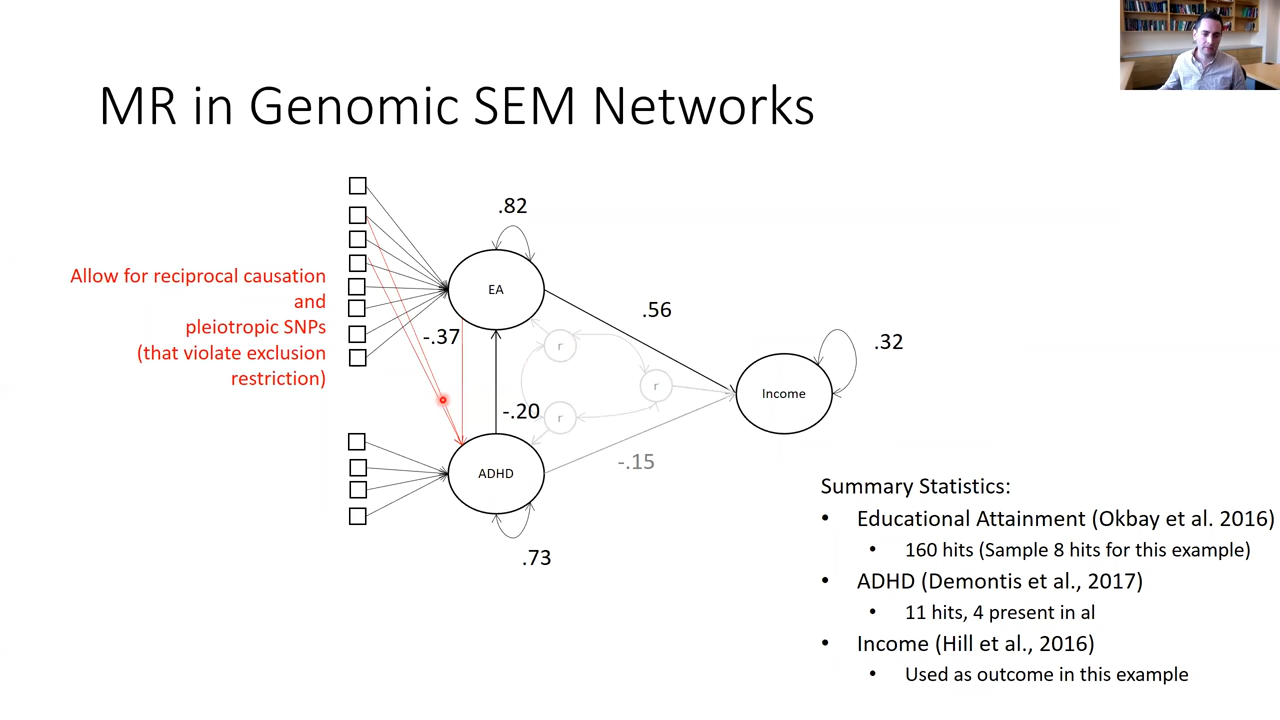 MR in Genomic SEM Networks
.82
Allow for reciprocal causation
and
pleiotropic SNPs
(that violate exclusion
restriction)
EA
.56
-.37
r
.32
r
Income
-.20
r
-.15
ADHD
.73
Summary Statistics:
• Educational Attainment (Okbay et al. 2016)
• 160 hits (Sample 8 hits for this example)
• ADHD (Demontis et al., 2017)
• 11 hits, 4 present in al
• Income (Hill et al., 2016)
• Used as outcome in this example